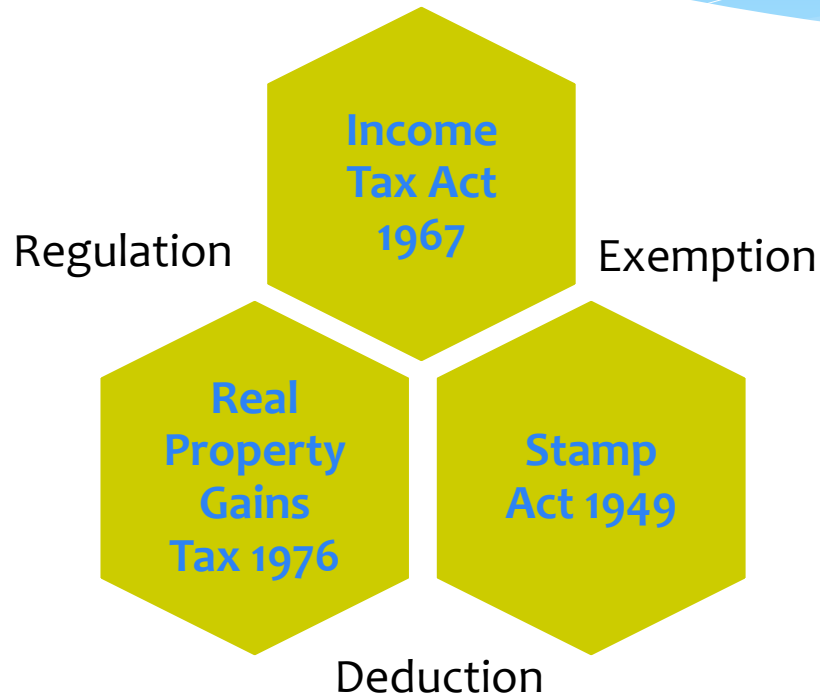 Income
Tax Act
1967
Regulation
Exemption
Real
Property
Gains
Tax 1976
Stamp
Act 1949
Deduction